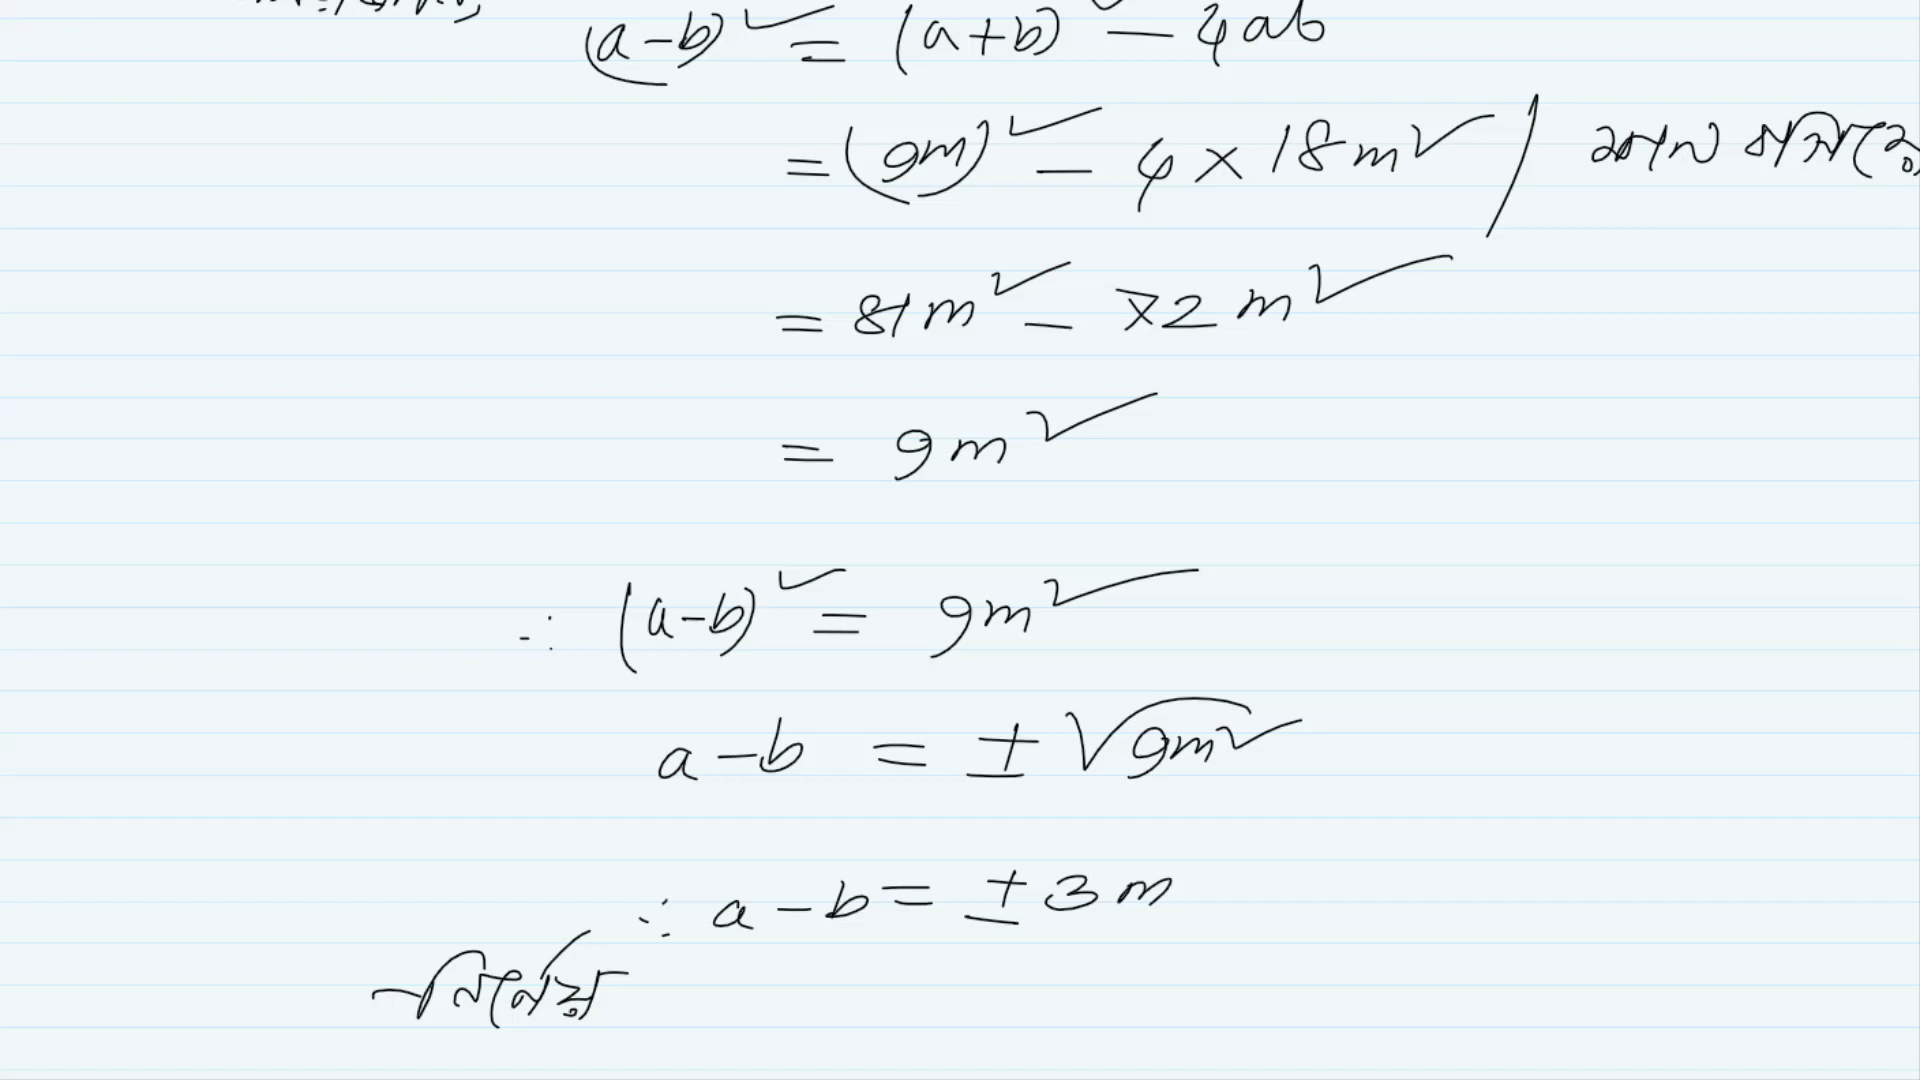 (a-b)² = (a+b)² - 4ab
= (9m)² - 4 × 18m² / মান বসিয়ে
= 81m² - 72m²
= 9m²
∴ (a-b)² = 9m²
a-b = ± √9m²
∴ a-b = ± 3m
নির্ণেয়